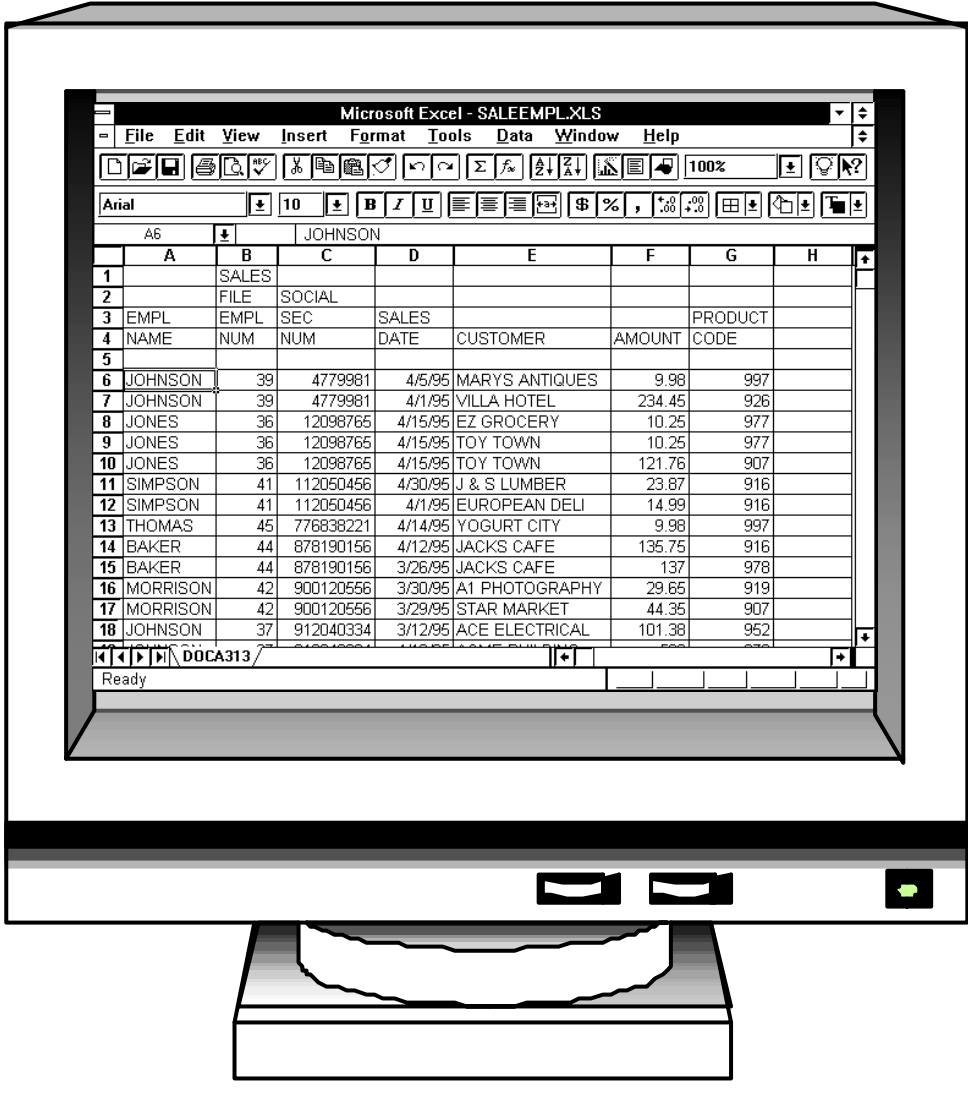 Microsoft Excel - SALEEMPL.XLS
File Edit View Insert Format Tools Data Window Help
100%
Arial 10 B I U $ % ,
A6 JOHNSON
A B C D E F G H
1 SALES
2 FILE SOCIAL
3 EMPL EMPL SEC SALES PRODUCT
4 NAME NUM NUM DATE CUSTOMER AMOUNT CODE
5
6 JOHNSON 39 4779981 4/5/95 MARYS ANTIQUES 9.98 997
7 JOHNSON 39 4779981 4/1/95 VILLA HOTEL 234.45 926
8 JONES 36 12098765 4/15/95 EZ GROCERY 10.25 977
9 JONES 36 12098765 4/15/95 TOY TOWN 10.25 977
10 JONES 36 12098765 4/15/95 TOY TOWN 121.76 907
11 SIMPSON 41 112050456 4/30/95 J & S LUMBER 23.87 916
12 SIMPSON 41 112050456 4/1/95 EUROPEAN DELI 14.99 916
13 THOMAS 45 776838221 4/14/95 YOGURT CITY 9.98 997
14 BAKER 44 878190156 4/12/95 JACKS CAFE 135.75 916
15 BAKER 44 878190156 3/26/95 JACKS CAFE 137 978
16 MORRISON 42 900120556 3/30/95 A1 PHOTOGRAPHY 29.65 919
17 MORRISON 42 900120556 3/29/95 STAR MARKET 44.35 907
18 JOHNSON 37 912040334 3/12/95 ACE ELECTRICAL 101.38 952
DOCA313
Ready